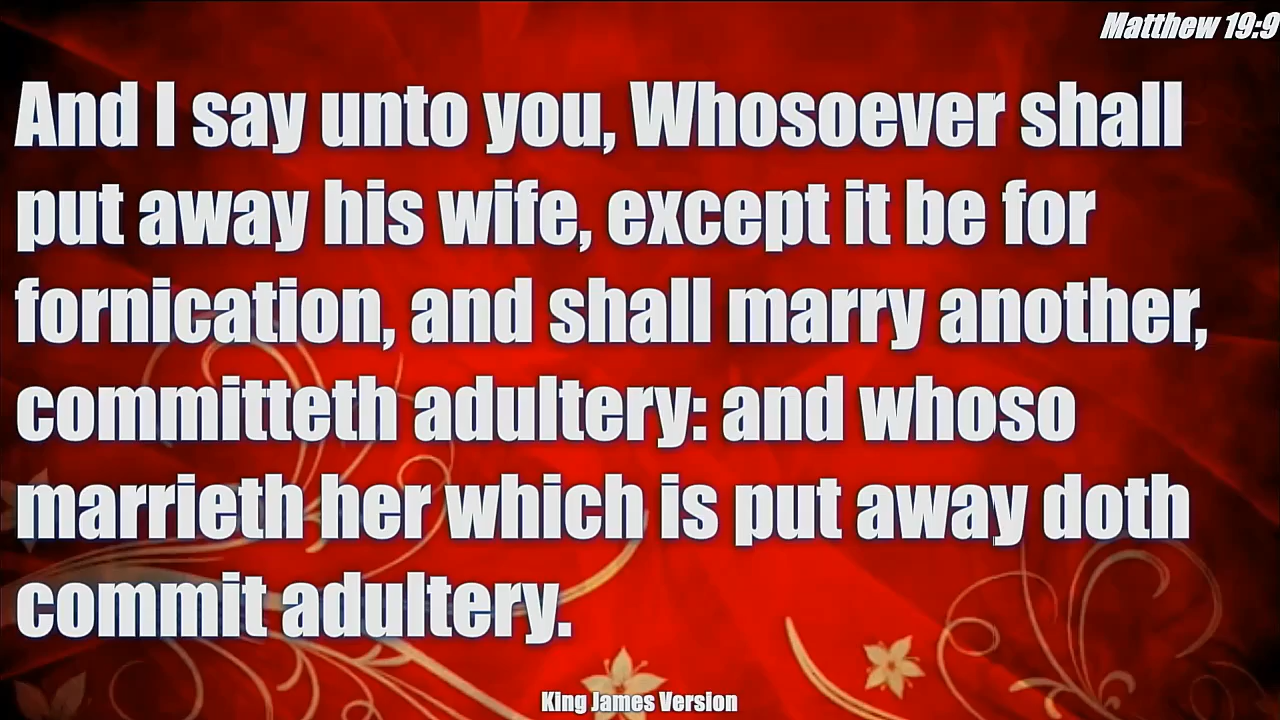 Matthew 19:9
And I say unto you, Whosoever shall
put away his wife, except it be for
fornication, and shall marry another,
committeth adultery: and whoso
marrieth her which is put away doth
commit adultery.
King James Version